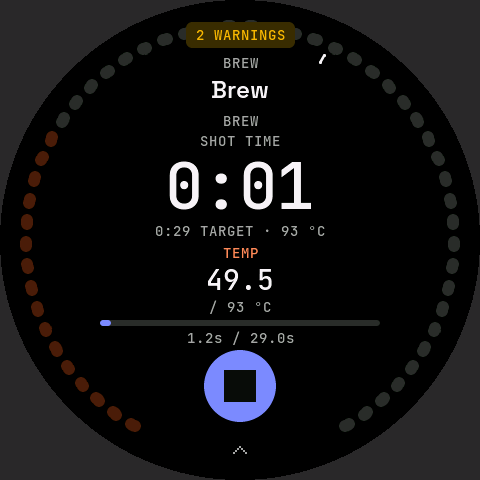 2 WARNINGS
BREW
Brew
BREW
SHOT TIME
0:01
0:29 TARGET · 93 °C
TEMP
49.5
/ 93 °C
1.2s / 29.0s